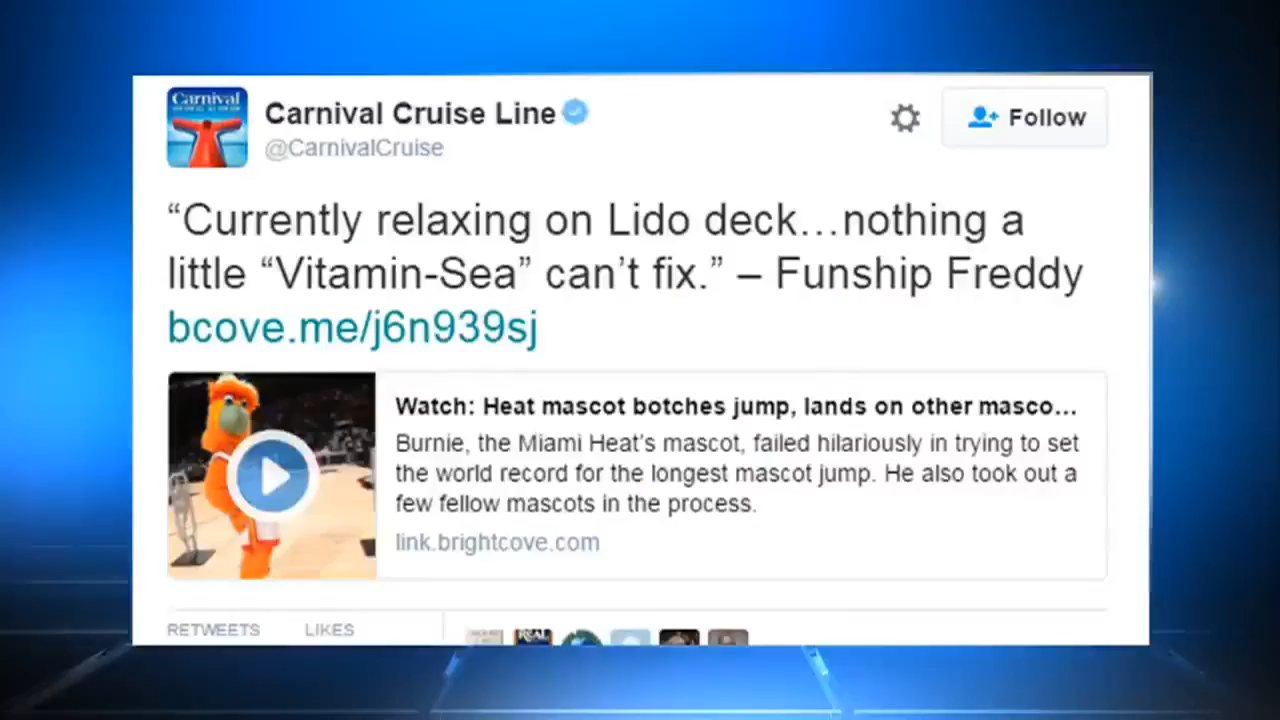 Carnival
Carnival Cruise Line
@CarnivalCruise
Follow
“Currently relaxing on Lido deck...nothing a
little “Vitamin-Sea” can’t fix.” – Funship Freddy
bcove.me/j6n939sj
Watch: Heat mascot botches jump, lands on other masco...
Burnie, the Miami Heat's mascot, failed hilariously in trying to set
the world record for the longest mascot jump. He also took out a
few fellow mascots in the process.
link.brightcove.com
RETWEETS
LIKES
REAL